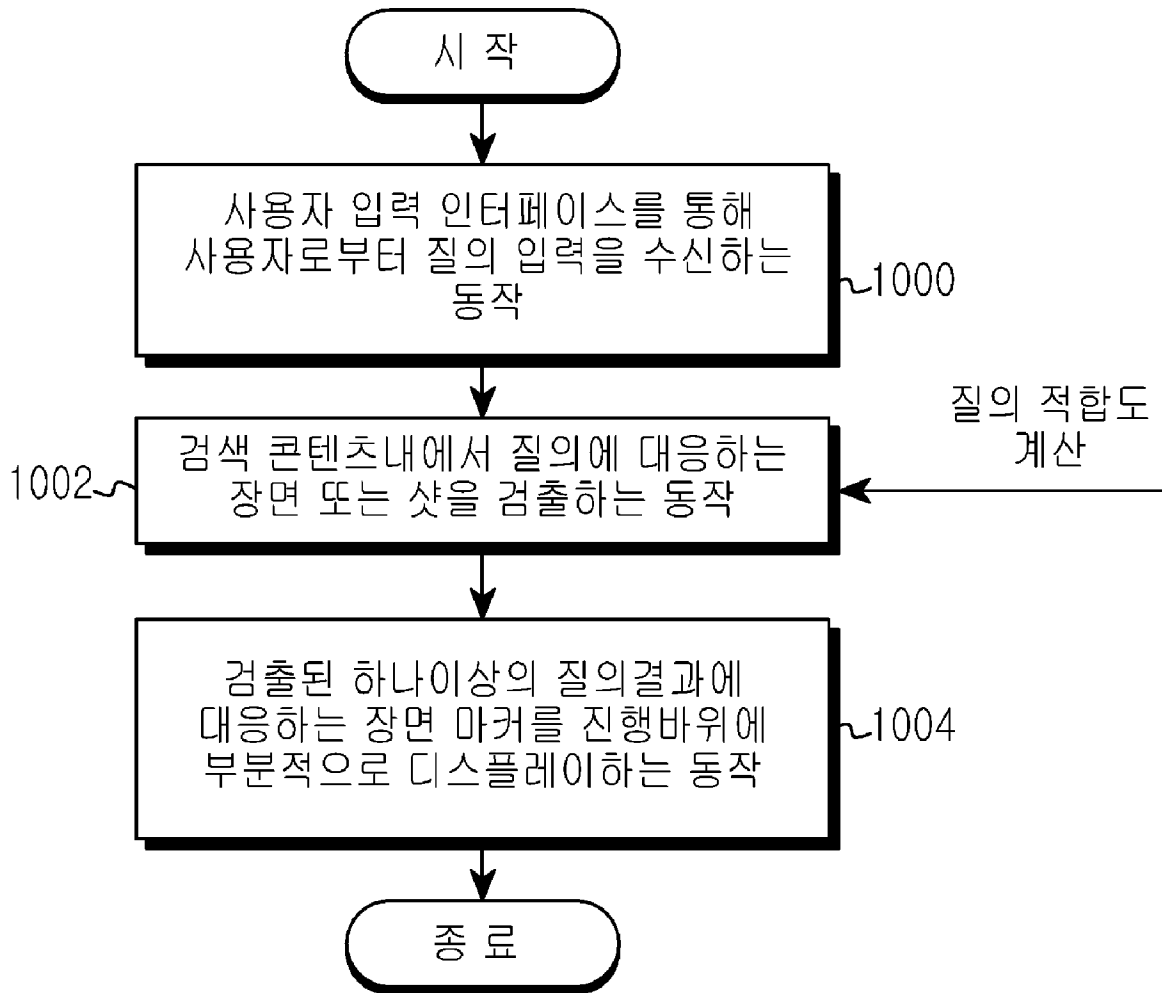 시 작
사용자 입력 인터페이스를 통해
사용자로부터 질의 입력을 수신하는
동작
1000
질의 적합도
계산
검색 콘텐츠내에서 질의에 대응하는
장면 또는 샷을 검출하는 동작
1002
검출된 하나이상의 질의결과에
대응하는 장면 마커를 진행바위에
부분적으로 디스플레이하는 동작
1004
종 료